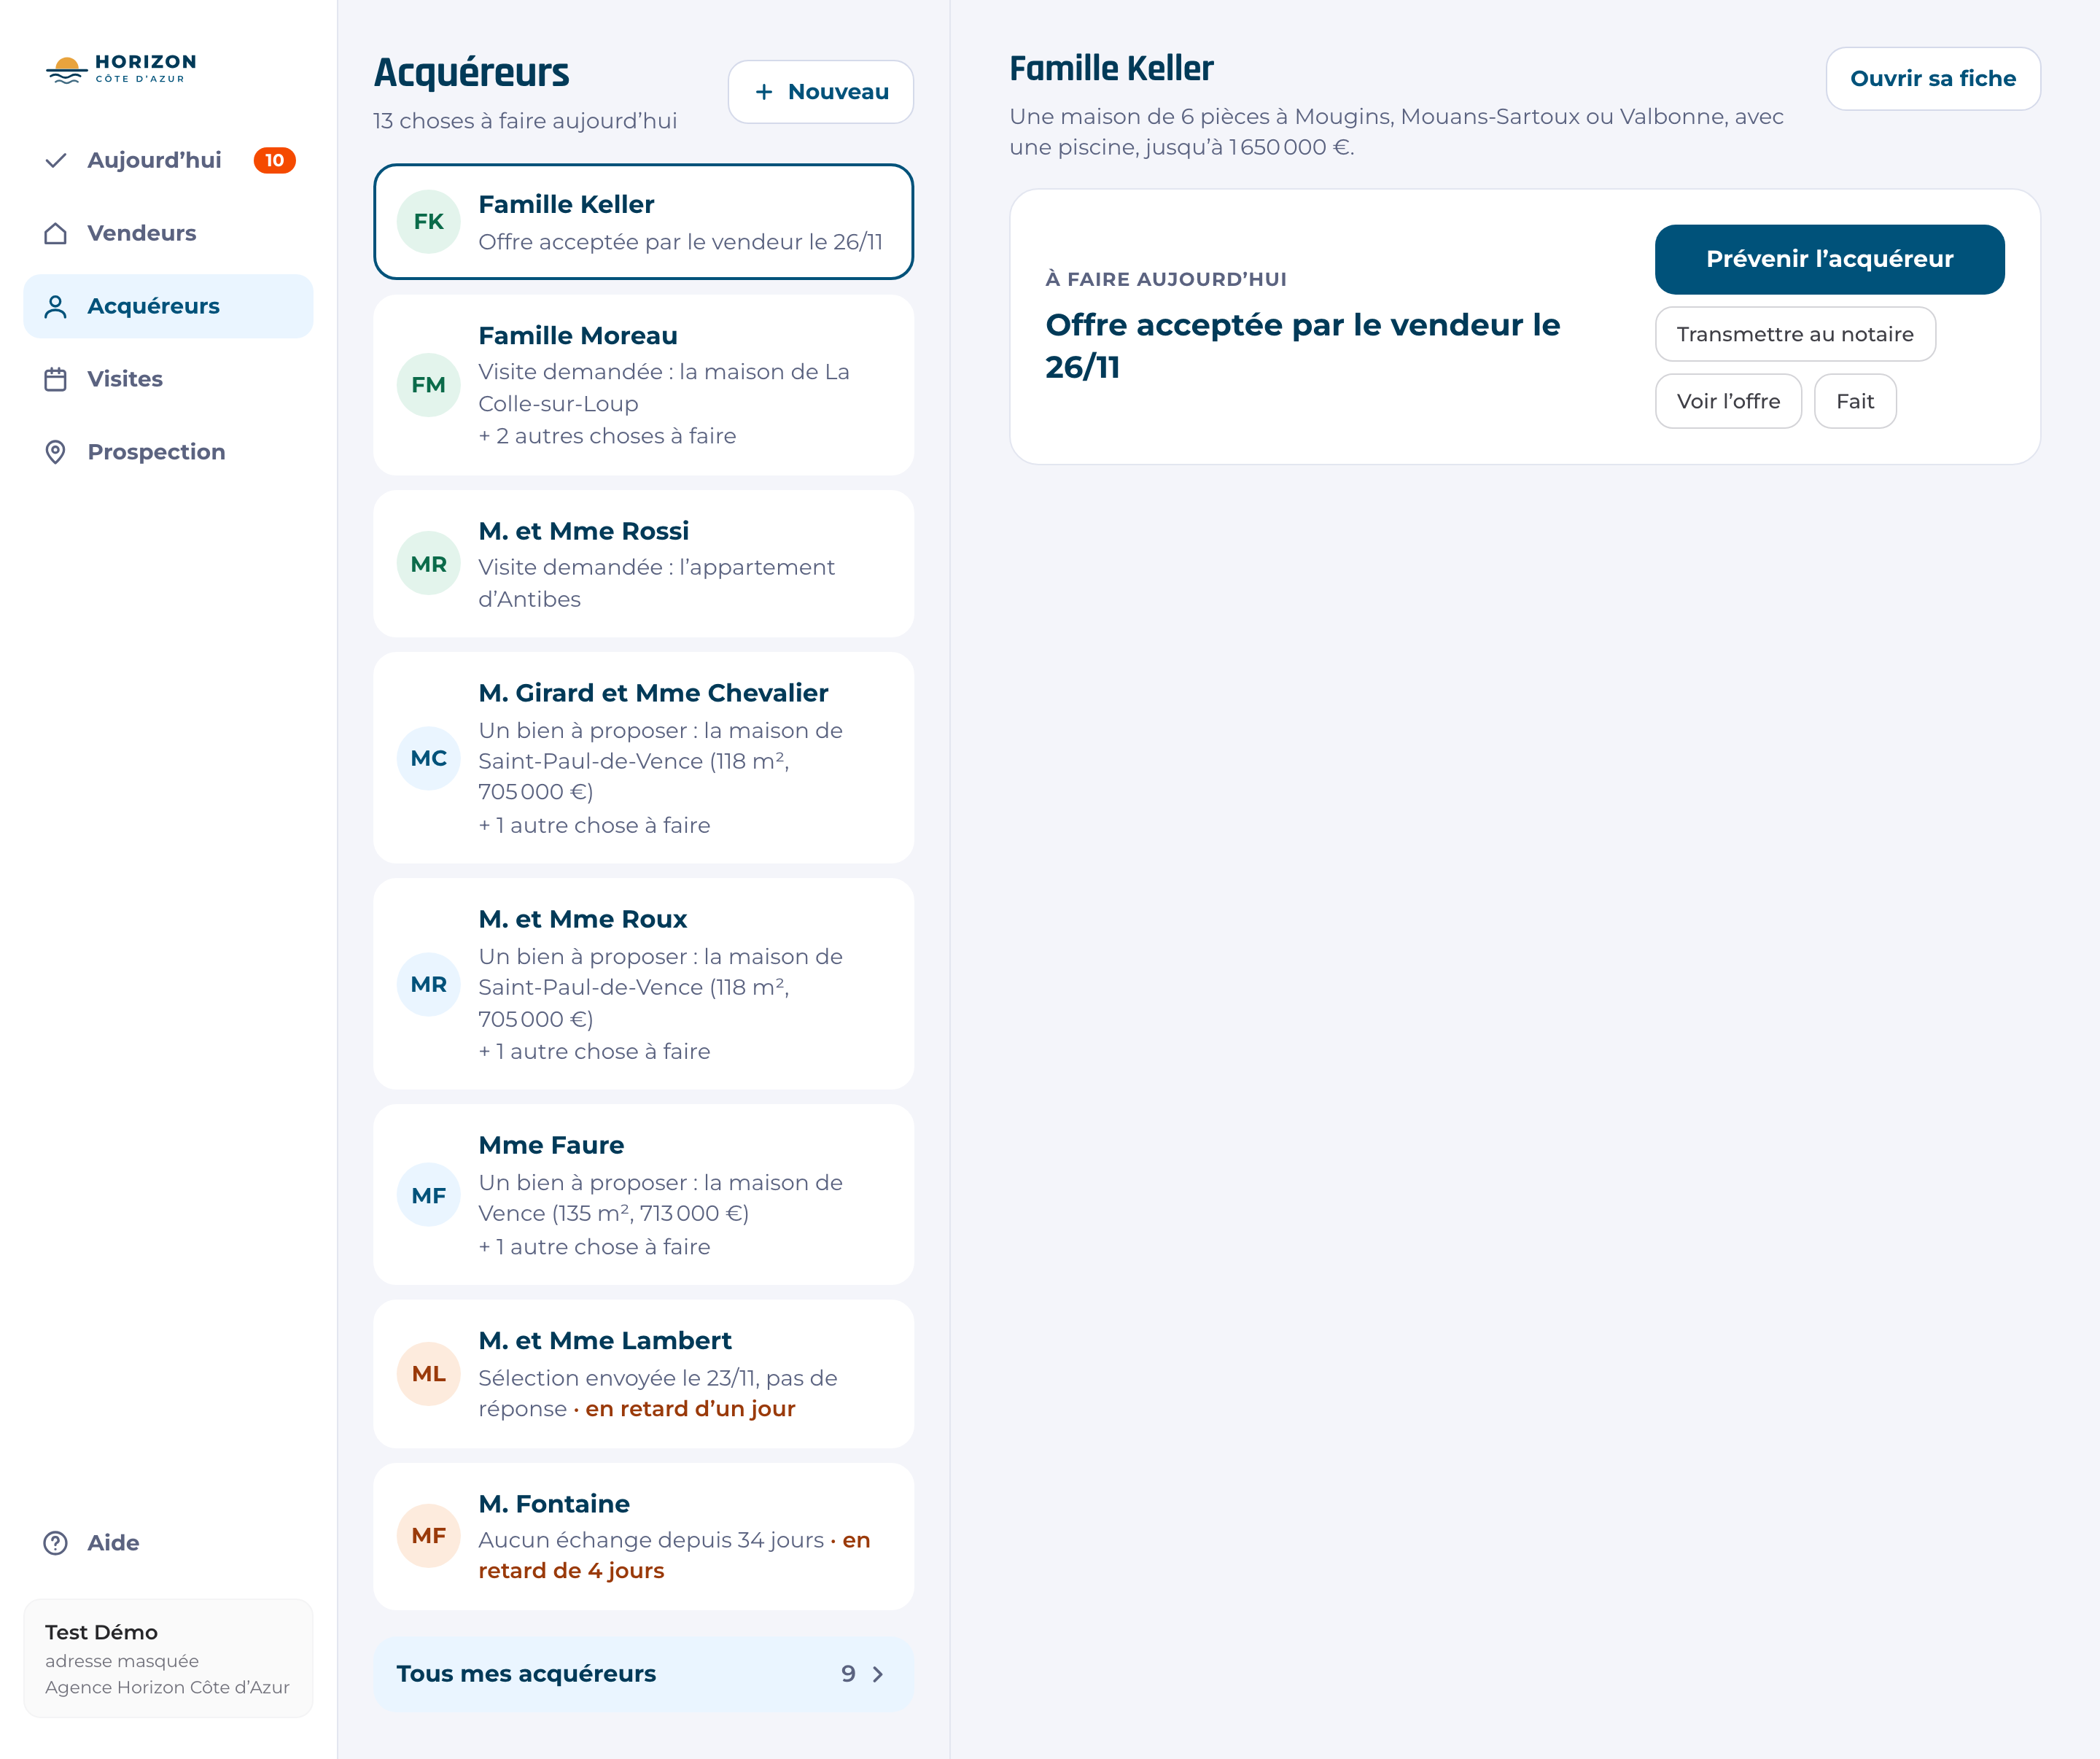 HORIZON
CÔTE D'AZUR
Aujourd’hui 10
Vendeurs
Acquéreurs
Visites
Prospection
Aide
Test Démo
adresse masquée
Agence Horizon Côte d’Azur
Acquéreurs
13 choses à faire aujourd’hui
+ Nouveau
FK
Famille Keller
Offre acceptée par le vendeur le 26/11
FM
Famille Moreau
Visite demandée : la maison de La
Colle-sur-Loup
+ 2 autres choses à faire
MR
M. et Mme Rossi
Visite demandée : l’appartement
d’Antibes
MC
M. Girard et Mme Chevalier
Un bien à proposer : la maison de
Saint-Paul-de-Vence (118 m²,
705 000 €)
+ 1 autre chose à faire
MR
M. et Mme Roux
Un bien à proposer : la maison de
Saint-Paul-de-Vence (118 m²,
705 000 €)
+ 1 autre chose à faire
MF
Mme Faure
Un bien à proposer : la maison de
Vence (135 m², 713 000 €)
+ 1 autre chose à faire
ML
M. et Mme Lambert
Sélection envoyée le 23/11, pas de
réponse · en retard d’un jour
MF
M. Fontaine
Aucun échange depuis 34 jours · en
retard de 4 jours
Tous mes acquéreurs 9
Famille Keller
Ouvrir sa fiche
Une maison de 6 pièces à Mougins, Mouans-Sartoux ou Valbonne, avec
une piscine, jusqu’à 1 650 000 €.
À FAIRE AUJOURD’HUI
Offre acceptée par le vendeur le
26/11
Prévenir l’acquéreur
Transmettre au notaire
Voir l’offre
Fait